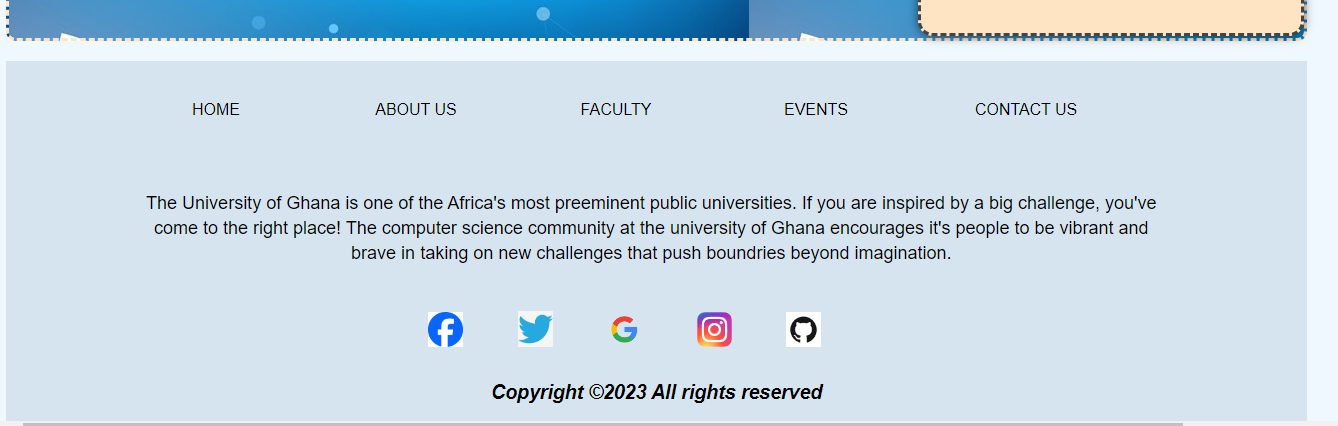 HOME ABOUT US FACULTY EVENTS CONTACT US
The University of Ghana is one of the Africa's most preeminent public universities. If you are inspired by a big challenge, you've
come to the right place! The computer science community at the university of Ghana encourages it's people to be vibrant and
brave in taking on new challenges that push boundries beyond imagination.
Copyright ©2023 All rights reserved